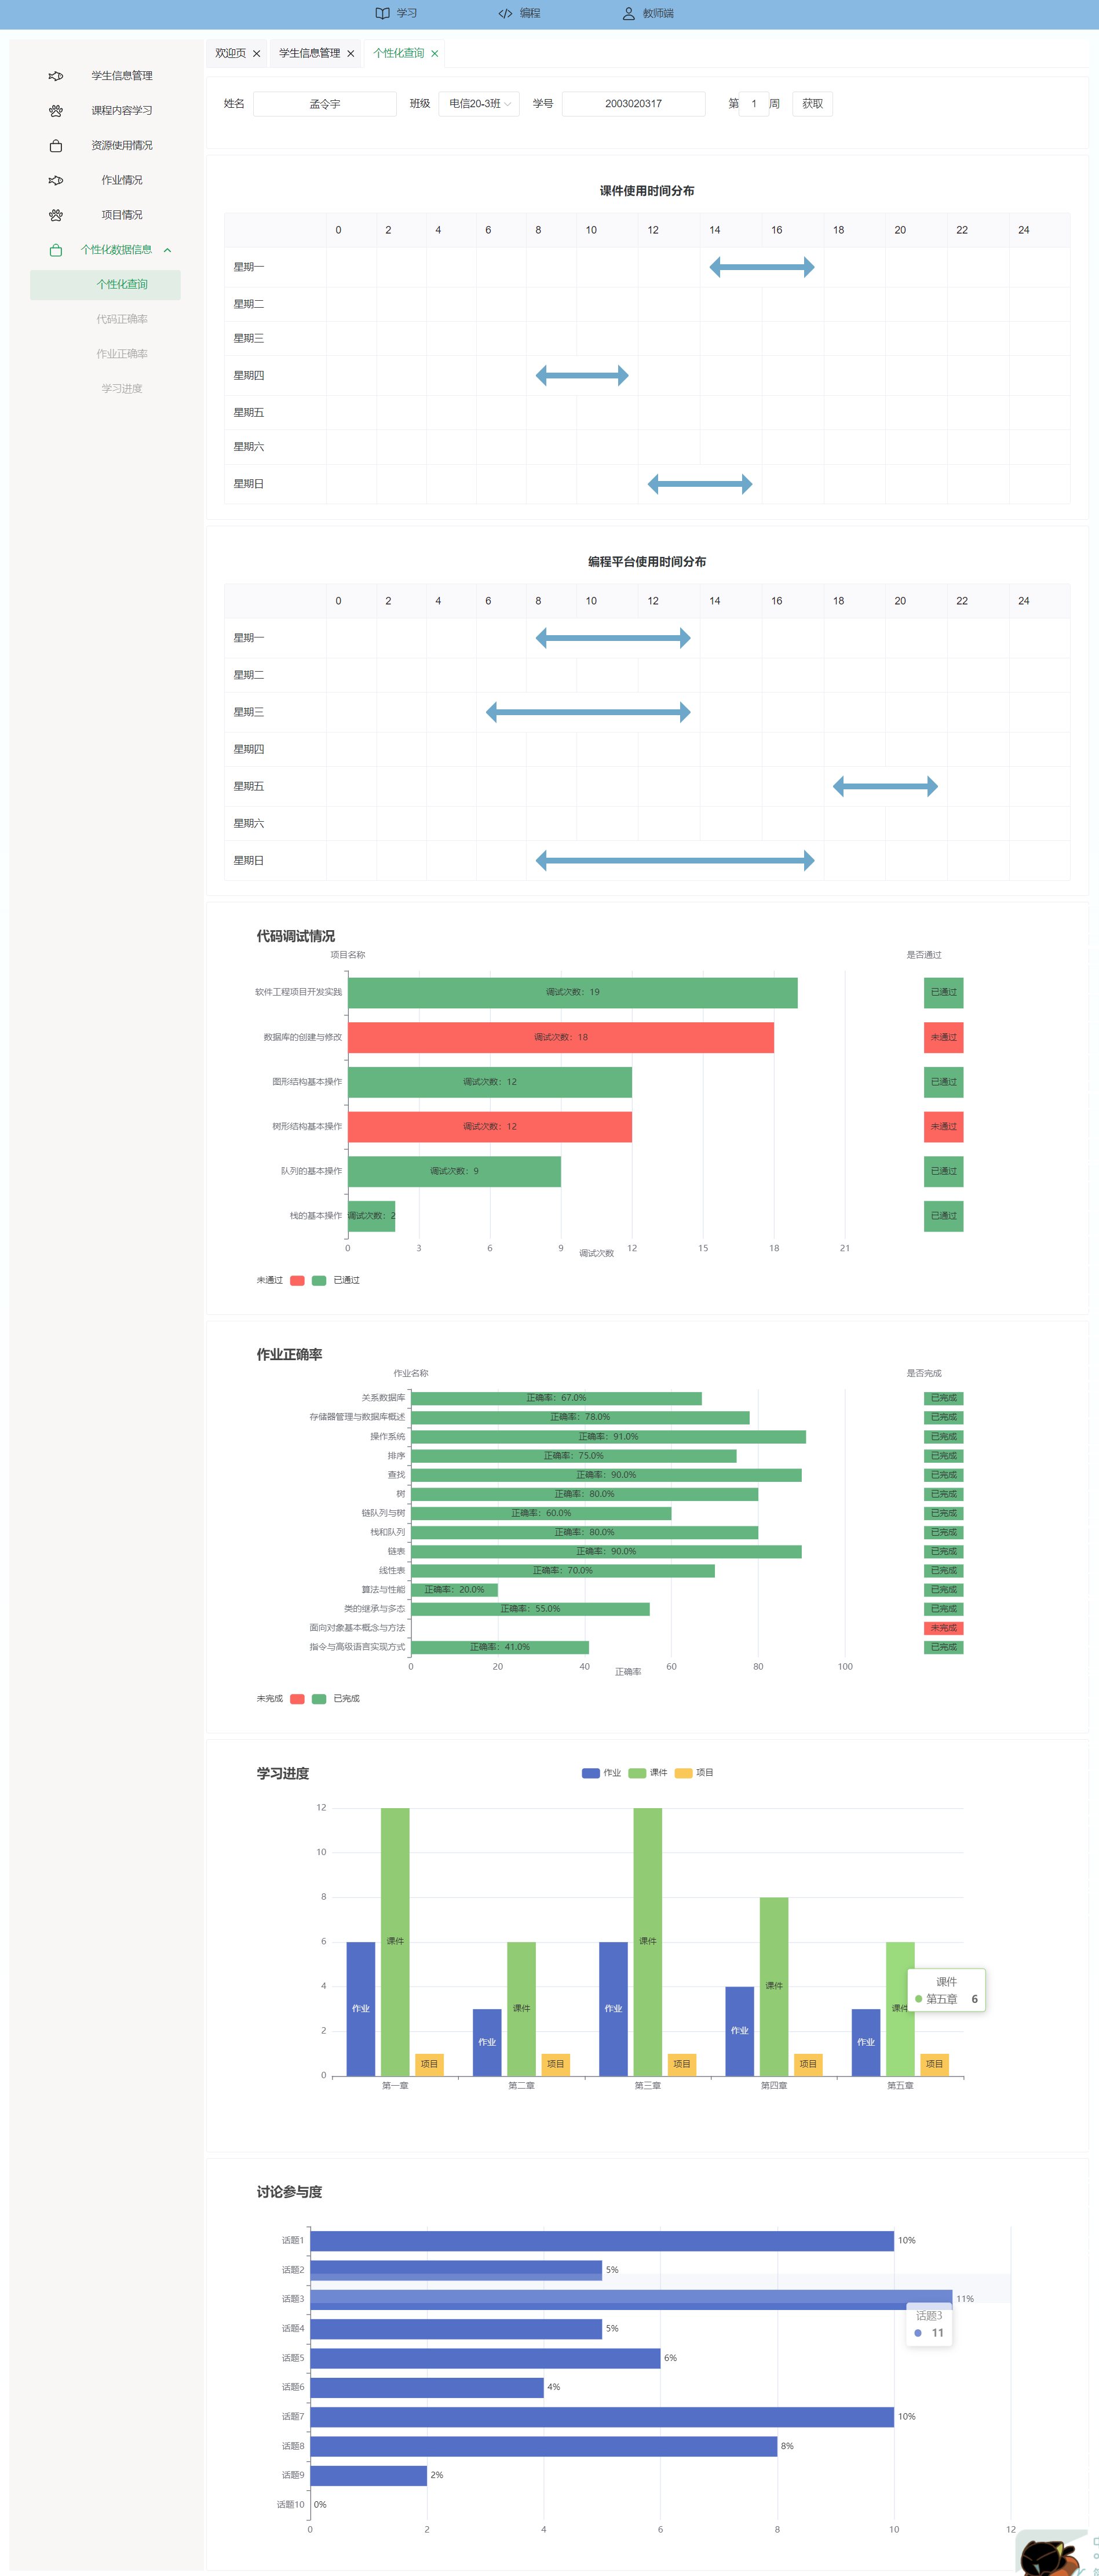 学习 编程 教师端
欢迎页 学生信息管理 个性化查询
学生信息管理
课程内容学习
资源使用情况
作业情况
项目情况
个性化数据信息
个性化查询
代码正确率
作业正确率
学习进度
姓名 孟令宇 班级 电信20-3班 学号 2003020317 第 1 周 获取
课件使用时间分布
0 2 4 6 8 10 12 14 16 18 20 22 24
星期一
星期二
星期三
星期四
星期五
星期六
星期日
编程平台使用时间分布
0 2 4 6 8 10 12 14 16 18 20 22 24
星期一
星期二
星期三
星期四
星期五
星期六
星期日
代码调试情况
项目名称 是否通过
软件工程项目开发实践 调试次数：19 已通过
数据库的创建与修改 调试次数：18 未通过
图形结构基本操作 调试次数：12 已通过
树形结构基本操作 调试次数：12 未通过
队列的基本操作 调试次数：9 已通过
栈的基本操作 调试次数：2 已通过
0 3 6 9 12 15 18 21
调试次数
未通过 已通过
作业正确率
作业名称 是否完成
关系数据库 正确率：67.0% 已完成
存储器管理与数据库概述 正确率：78.0% 已完成
操作系统 正确率：91.0% 已完成
排序 正确率：75.0% 已完成
查找 正确率：90.0% 已完成
树 正确率：80.0% 已完成
链队列与树 正确率：60.0% 已完成
栈和队列 正确率：80.0% 已完成
链表 正确率：90.0% 已完成
线性表 正确率：70.0% 已完成
算法与性能 正确率：20.0% 已完成
类的继承与多态 正确率：55.0% 已完成
面向对象基本概念与方法 未完成
指令与高级语言实现方式 正确率：41.0% 已完成
0 20 40 60 80 100
正确率
未完成 已完成
学习进度
作业 课件 项目
12
10
8
6
4
2
0
作业 课件 项目
作业 课件 项目
作业 课件 项目
作业 课件 项目
作业 课件 项目
课件
第五章 6
第一章 第二章 第三章 第四章 第五章
讨论参与度
话题1 10%
话题2 5%
话题3 11%
话题3
11
话题4 5%
话题5 6%
话题6 4%
话题7 10%
话题8 8%
话题9 2%
话题10 0%
0 2 4 6 8 10 12